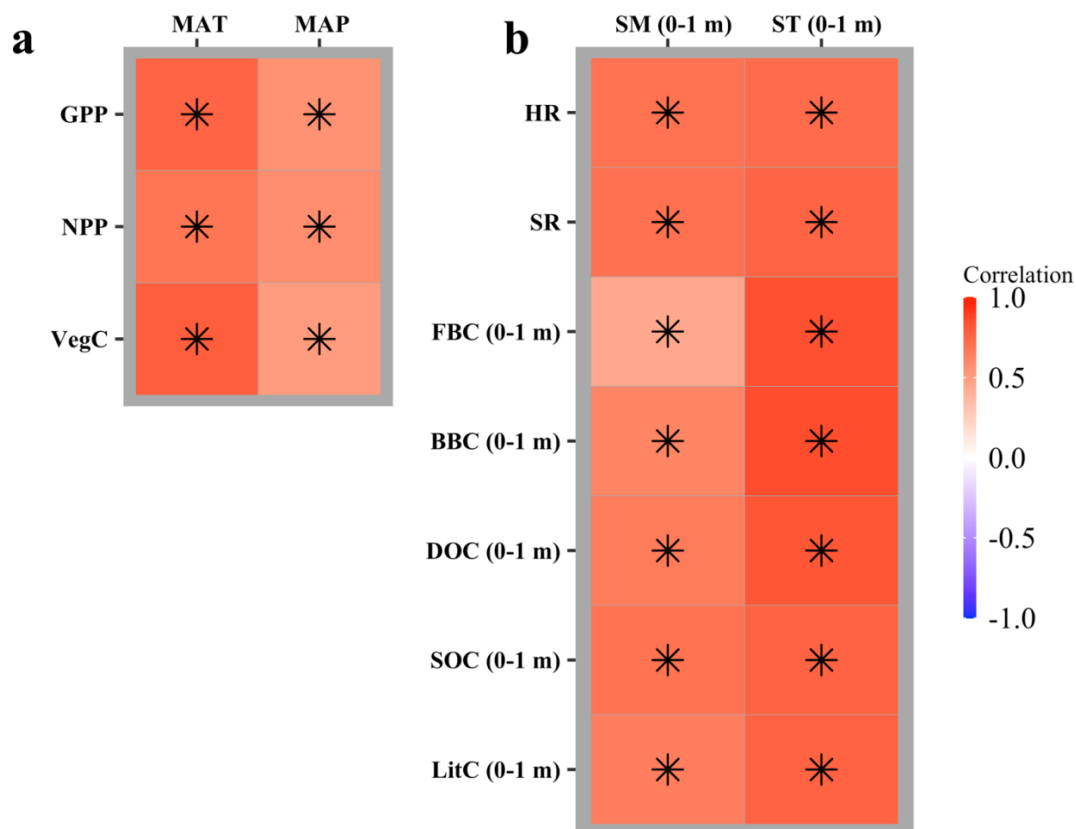 a
MAT MAP
GPP
NPP
VegC
b
SM (0-1 m) ST (0-1 m)
HR
SR
FBC (0-1 m)
BBC (0-1 m)
DOC (0-1 m)
SOC (0-1 m)
LitC (0-1 m)
Correlation
1.0
0.5
0.0
-0.5
-1.0